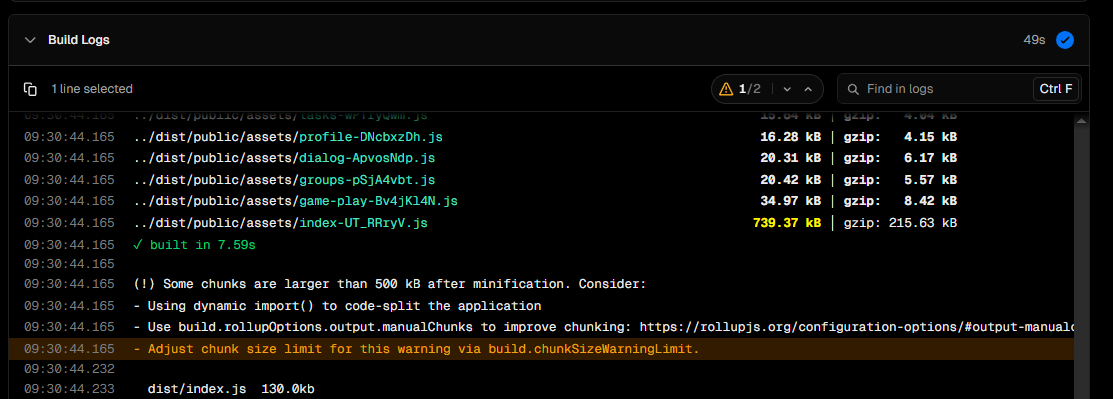 Build Logs 49s
1 line selected 1/2 Find in logs Ctrl F
09:30:44.165 ../dist/public/assets/ 4.04 kB
09:30:44.165 ../dist/public/assets/profile-DNcbxzDh.js 16.28 kB | gzip: 4.15 kB
09:30:44.165 ../dist/public/assets/dialog-ApvosNdp.js 20.31 kB | gzip: 6.17 kB
09:30:44.165 ../dist/public/assets/groups-pSjA4vbt.js 20.42 kB | gzip: 5.57 kB
09:30:44.165 ../dist/public/assets/game-play-Bv4jKl4N.js 34.97 kB | gzip: 8.42 kB
09:30:44.165 ../dist/public/assets/index-UT_RRryV.js 739.37 kB | gzip: 215.63 kB
09:30:44.165 ✓ built in 7.59s
09:30:44.165
09:30:44.165 (!) Some chunks are larger than 500 kB after minification. Consider:
09:30:44.165 - Using dynamic import() to code-split the application
09:30:44.165 - Use build.rollupOptions.output.manualChunks to improve chunking: https://rollupjs.org/configuration-options/#output-manualc
09:30:44.165 - Adjust chunk size limit for this warning via build.chunkSizeWarningLimit.
09:30:44.232
09:30:44.233 dist/index.js 130.0kb